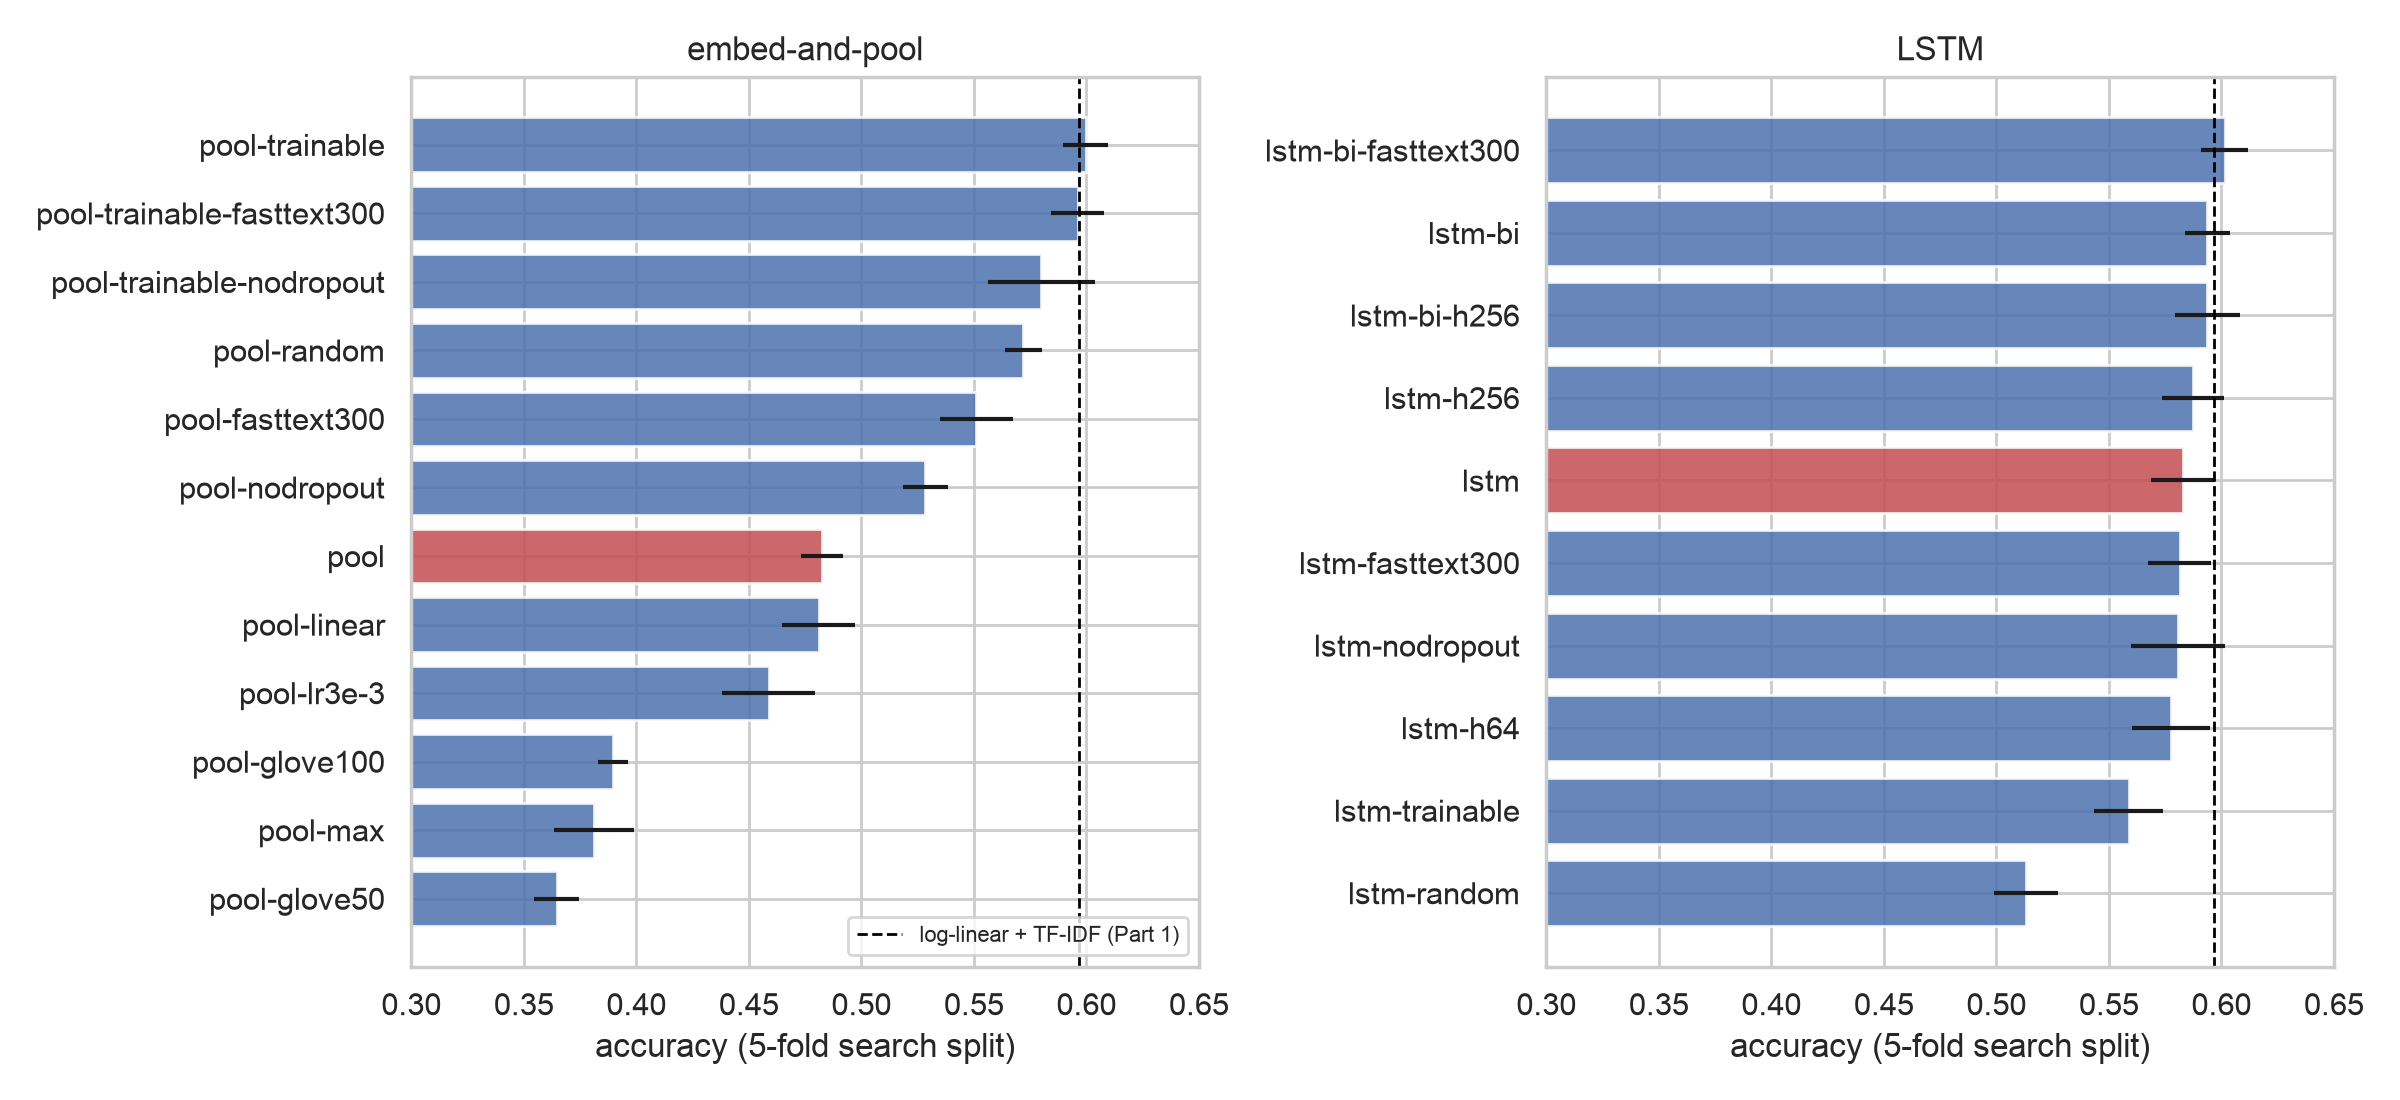 embed-and-pool
pool-trainable
pool-trainable-fasttext300
pool-trainable-nodropout
pool-random
pool-fasttext300
pool-nodropout
pool
pool-linear
pool-lr3e-3
pool-glove100
pool-max
pool-glove50
log-linear + TF-IDF (Part 1)
0.30 0.35 0.40 0.45 0.50 0.55 0.60 0.65
accuracy (5-fold search split)
LSTM
lstm-bi-fasttext300
lstm-bi
lstm-bi-h256
lstm-h256
lstm
lstm-fasttext300
lstm-nodropout
lstm-h64
lstm-trainable
lstm-random
0.30 0.35 0.40 0.45 0.50 0.55 0.60 0.65
accuracy (5-fold search split)